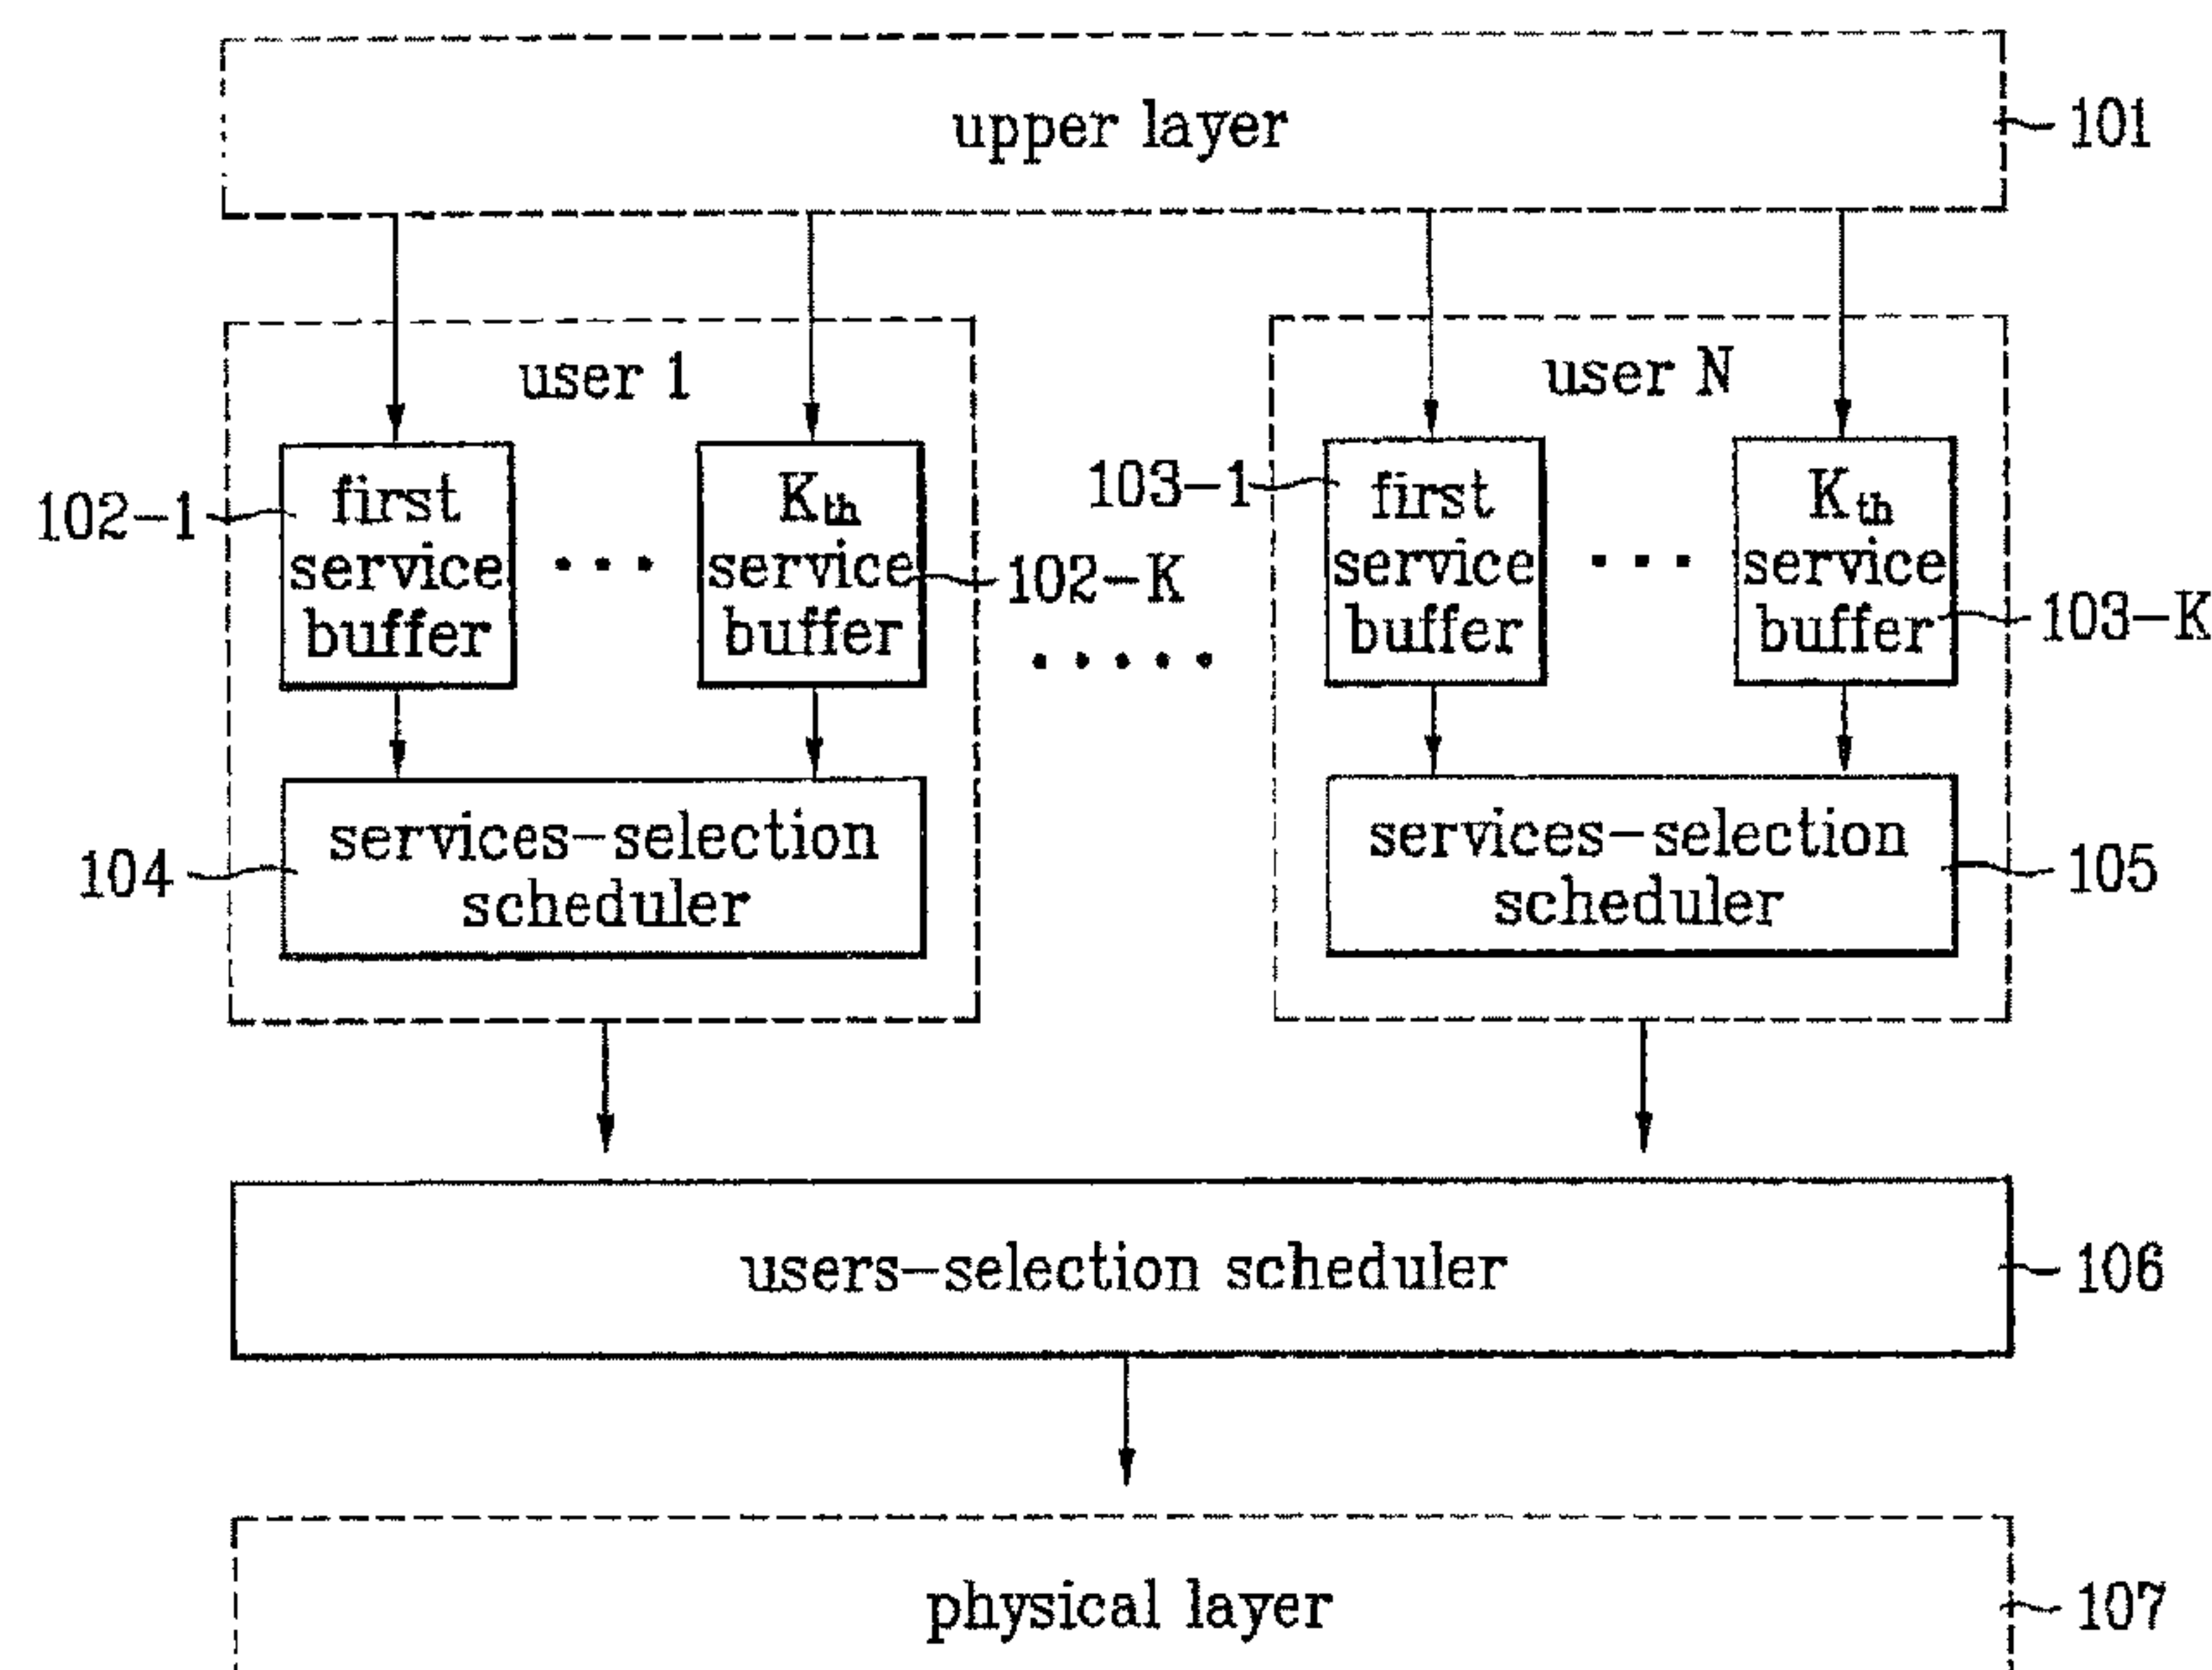 upper layer
101
user 1
user N
102-1
first
service
buffer
...
Kth
service
buffer
102-K
.....
103-1
first
service
buffer
...
Kth
service
buffer
103-K
104
services-selection
scheduler
services-selection
scheduler
105
users-selection scheduler
106
physical layer
107